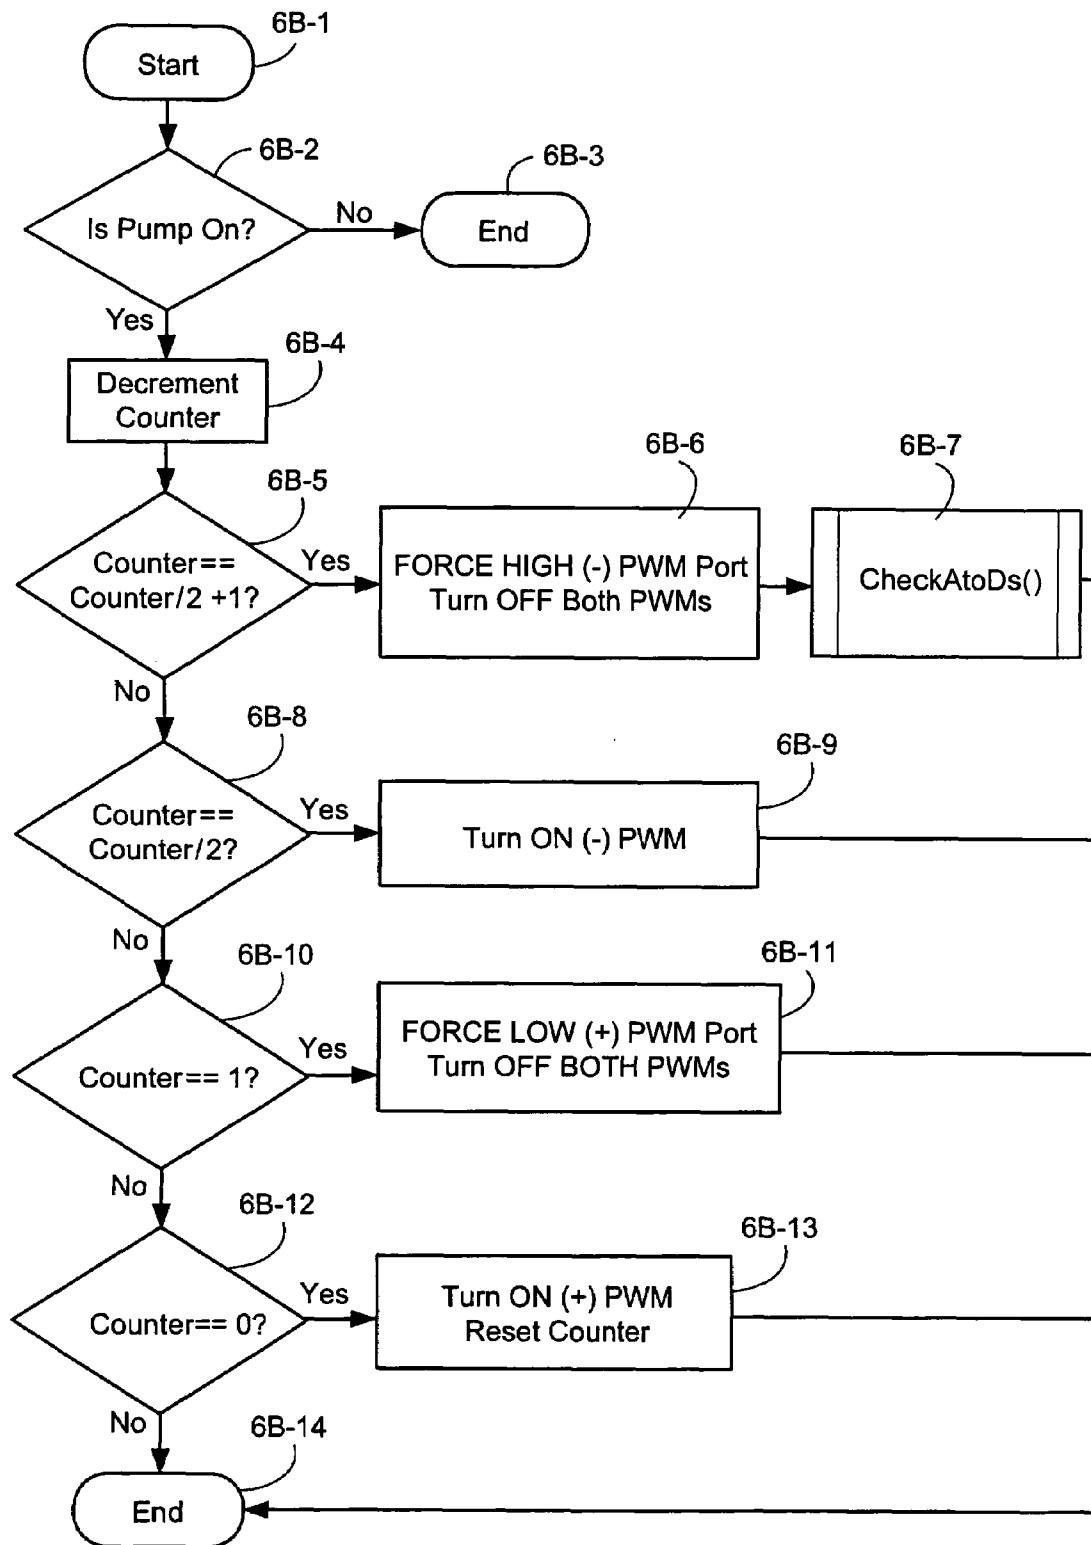 6B-1
Start
6B-2
Is Pump On?
No
6B-3
End
Yes
6B-4
Decrement
Counter
6B-5
Counter==
Counter/2 +1?
Yes
6B-6
FORCE HIGH (-) PWM Port
Turn OFF Both PWMs
6B-7
CheckAtoDs()
No
6B-8
Counter==
Counter/2?
Yes
6B-9
Turn ON (-) PWM
No
6B-10
Counter== 1?
Yes
6B-11
FORCE LOW (+) PWM Port
Turn OFF BOTH PWMs
No
6B-12
Counter== 0?
Yes
6B-13
Turn ON (+) PWM
Reset Counter
No
6B-14
End